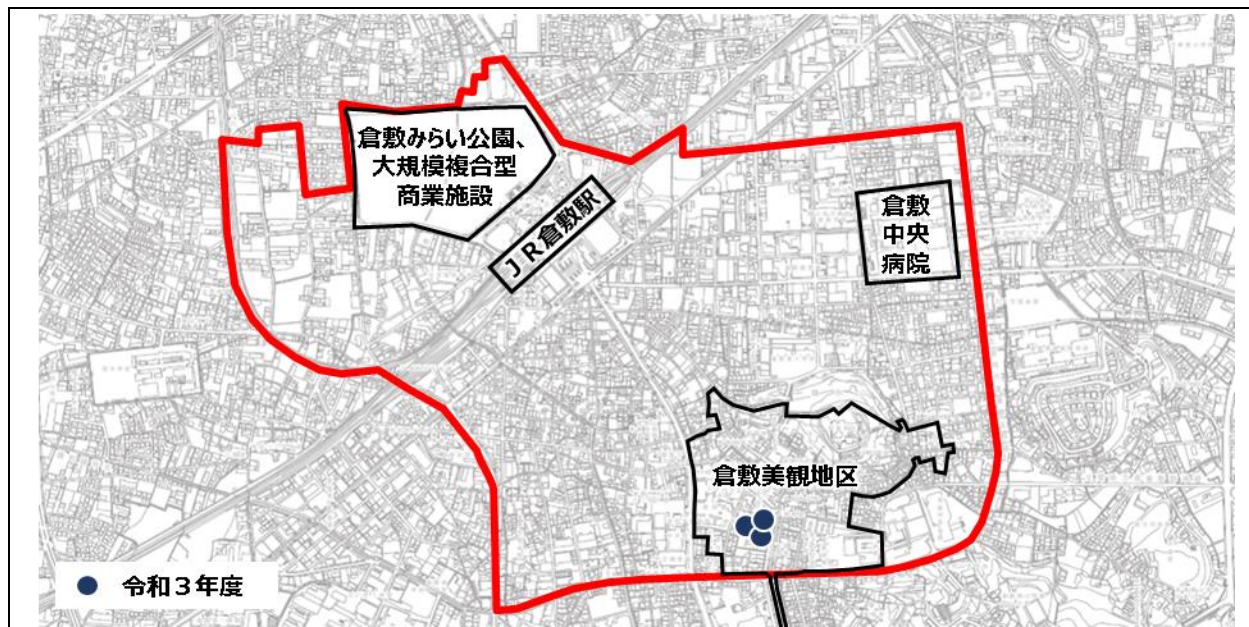 倉敷みらい公園、
大規模複合型
商業施設
ＪＲ倉敷駅
倉敷
中央
病院
倉敷美観地区
令和３年度